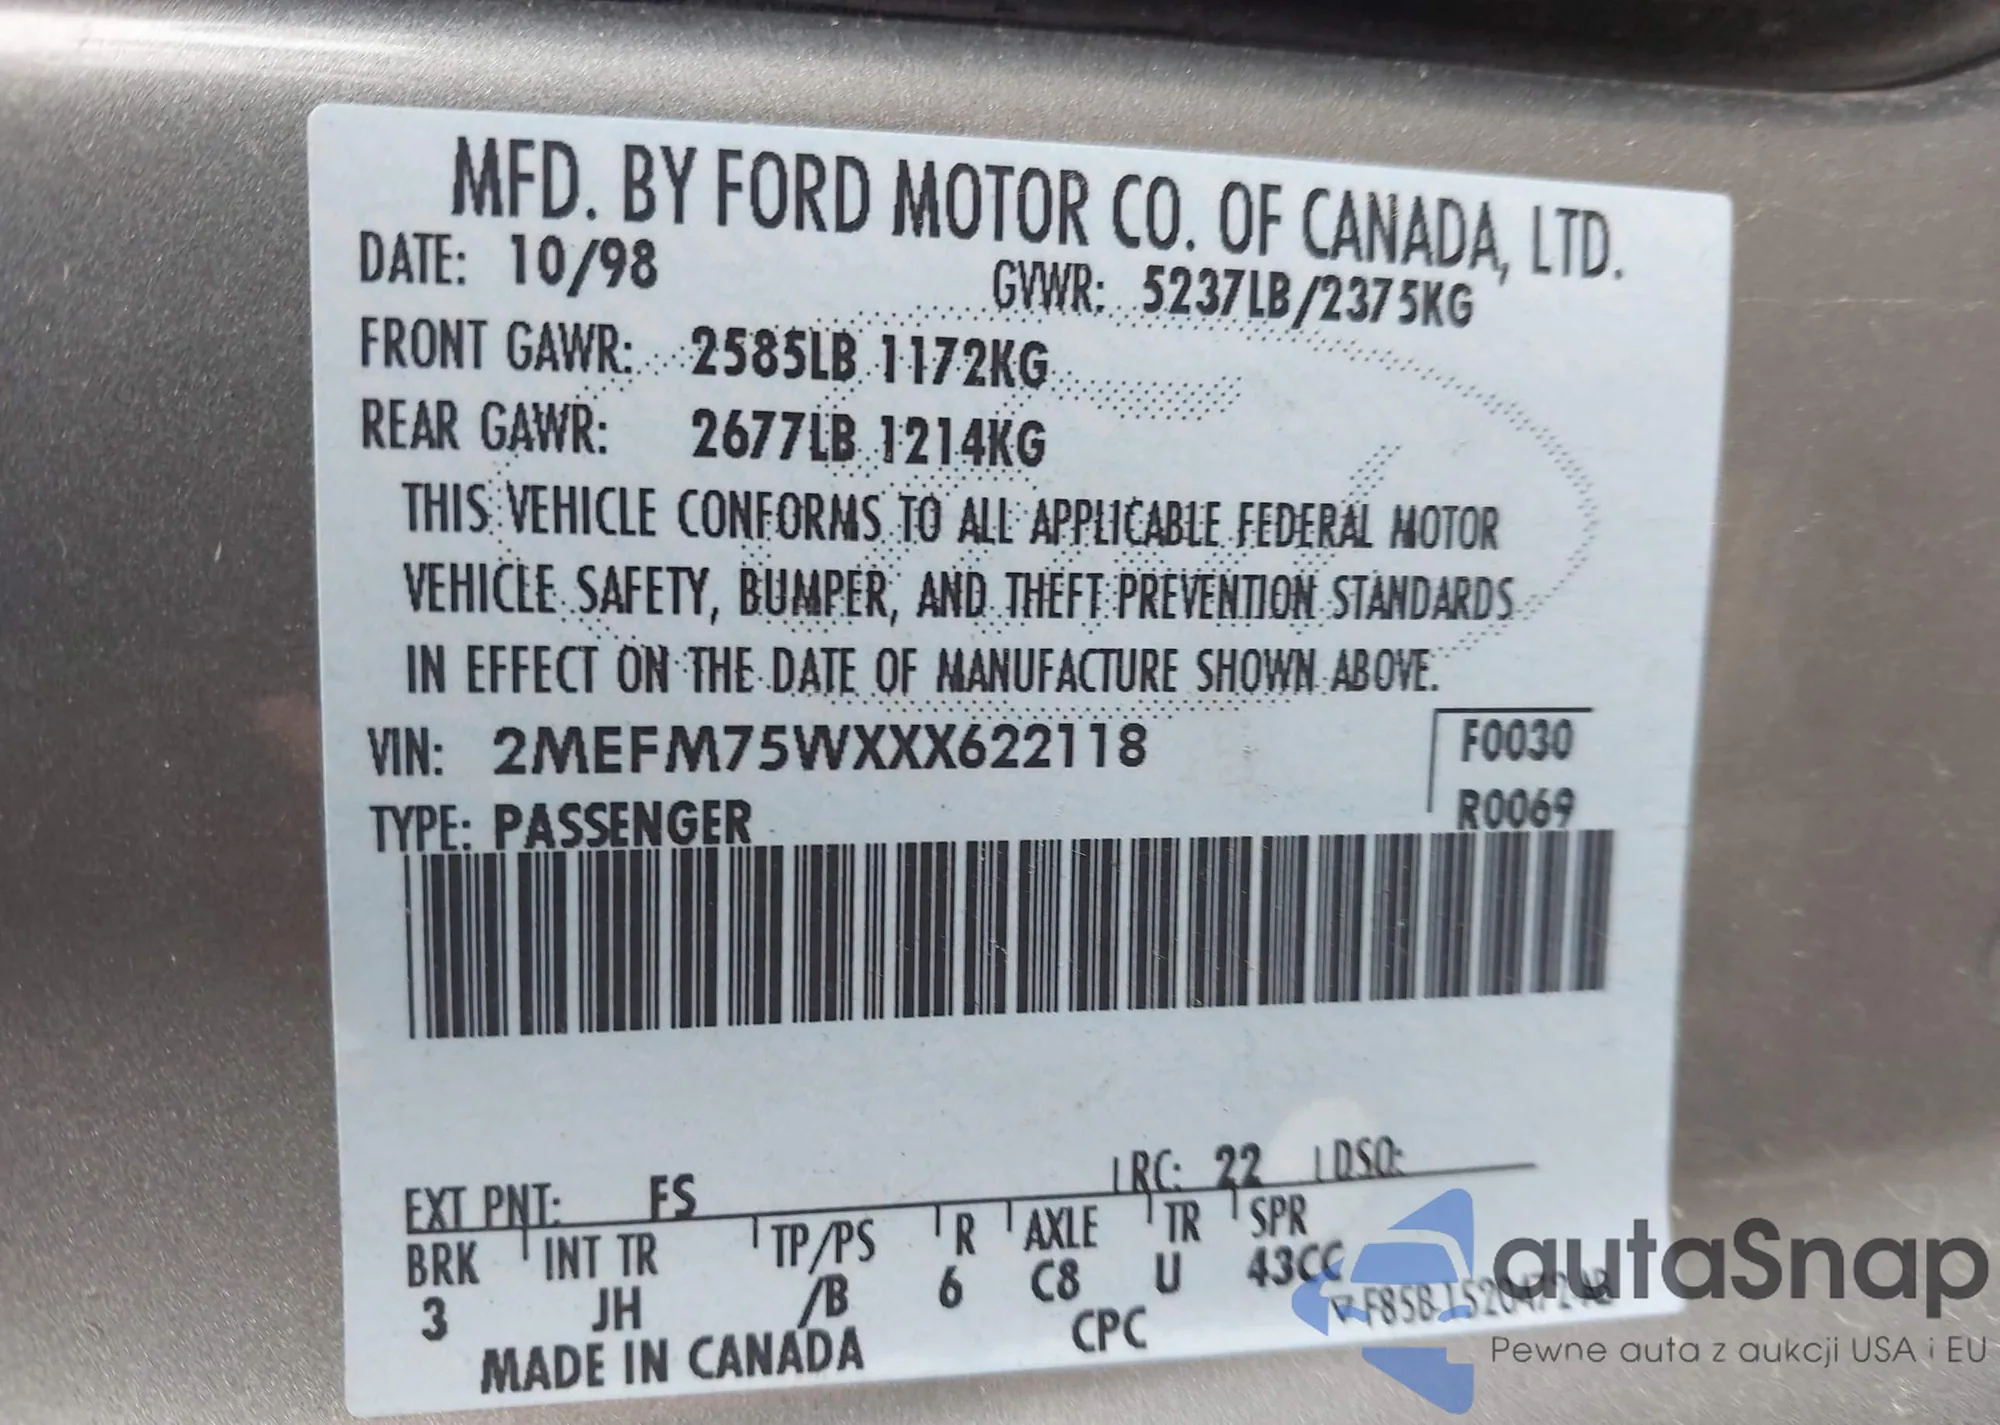 MFD. BY FORD MOTOR CO. OF CANADA, LTD.
DATE: 10/98
GVWR: 5237LB/2375KG
FRONT GAWR: 2585LB 1172KG
REAR GAWR: 2677LB 1214KG
THIS VEHICLE CONFORMS TO ALL APPLICABLE FEDERAL MOTOR
VEHICLE SAFETY, BUMPER, AND THEFT PREVENTION STANDARDS
IN EFFECT ON THE DATE OF MANUFACTURE SHOWN ABOVE.
VIN: 2MEFM75WXXX622118
F0030
TYPE: PASSENGER
R0069
EXT PNT: FS RC: 22 DSO:
BRK INT TR TP/PS R AXLE TR SPR
3 JH /B 6 C8 U 43CC
MADE IN CANADA CPC
autaSnap
Pewne auta z aukcji USA i EU